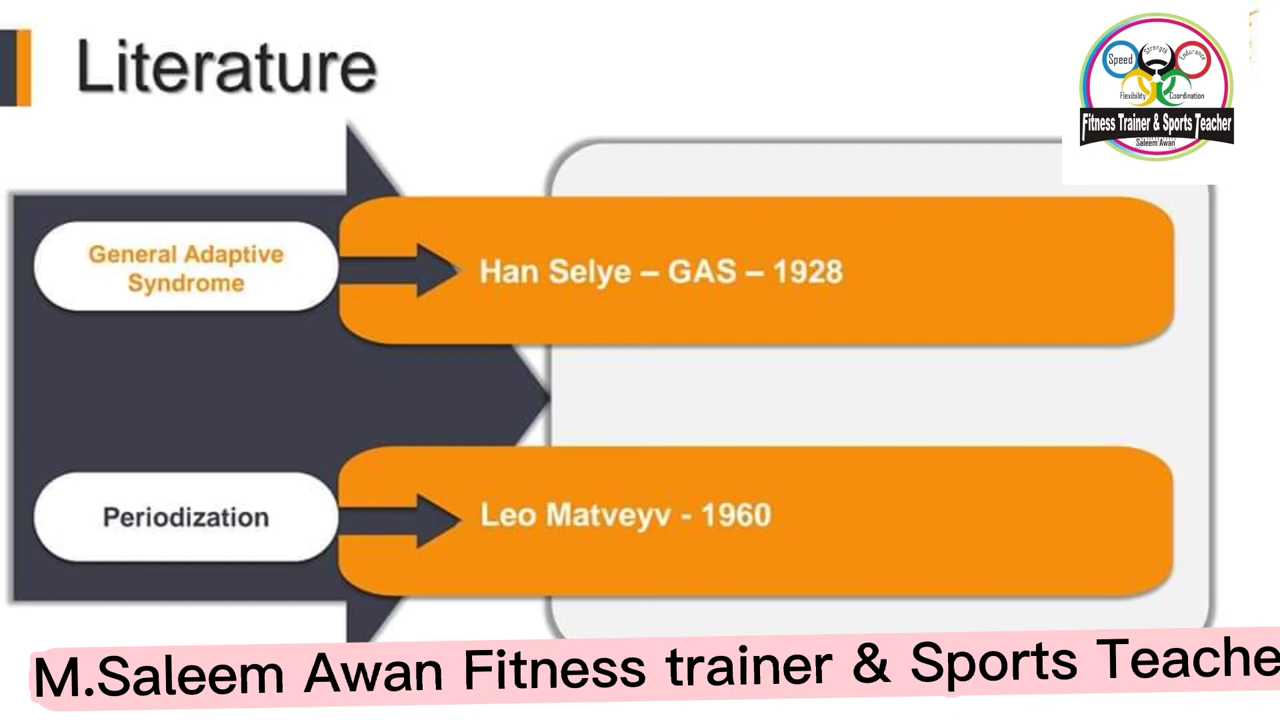 Literature
Speed
Strength
Endurance
Flexibility
Coordination
Fitness Trainer & Sports Teacher
Saleem Awan
General Adaptive
Syndrome
Han Selye – GAS – 1928
Periodization
Leo Matveyv - 1960
M.Saleem Awan Fitness trainer & Sports Teache